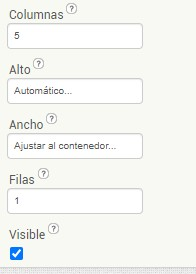 Columnas ?
5
Alto ?
Automático...
Ancho ?
Ajustar al contenedor...
Filas ?
1
Visible ?